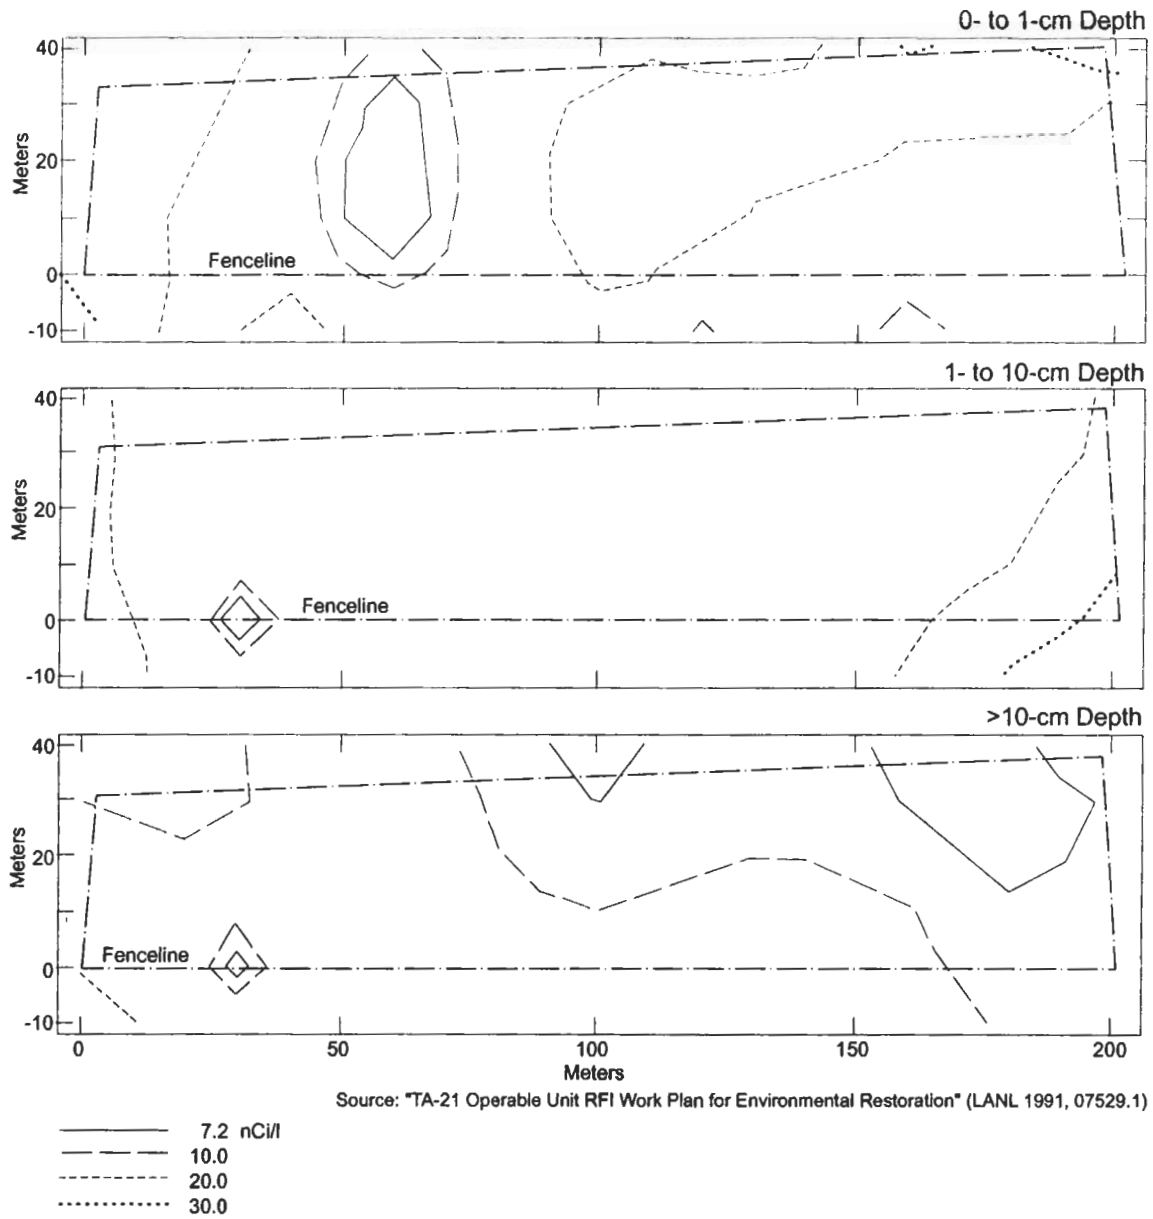 0- to 1-cm Depth
40
20
0
-10
Meters
Fenceline
1- to 10-cm Depth
40
20
0
-10
Meters
Fenceline
>10-cm Depth
40
20
0
-10
Meters
Fenceline
0 50 100 150 200
Meters
Source: "TA-21 Operable Unit RFI Work Plan for Environmental Restoration" (LANL 1991, 07529.1)
7.2 nCi/l
10.0
20.0
30.0